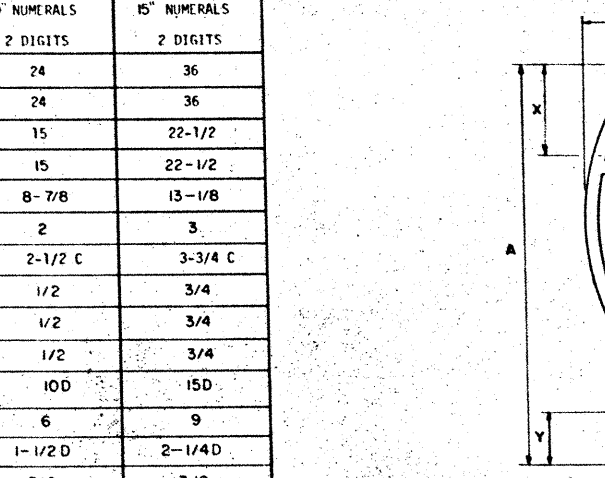 " NUMERALS 15" NUMERALS
2 DIGITS 2 DIGITS
24 36
24 36
15 22-1/2
15 22-1/2
8-7/8 13-1/8
2 3
2-1/2 C 3-3/4 C
1/2 3/4
1/2 3/4
1/2 3/4
10D 15D
6 9
1-1/2 D 2-1/4 D
X
A
Y